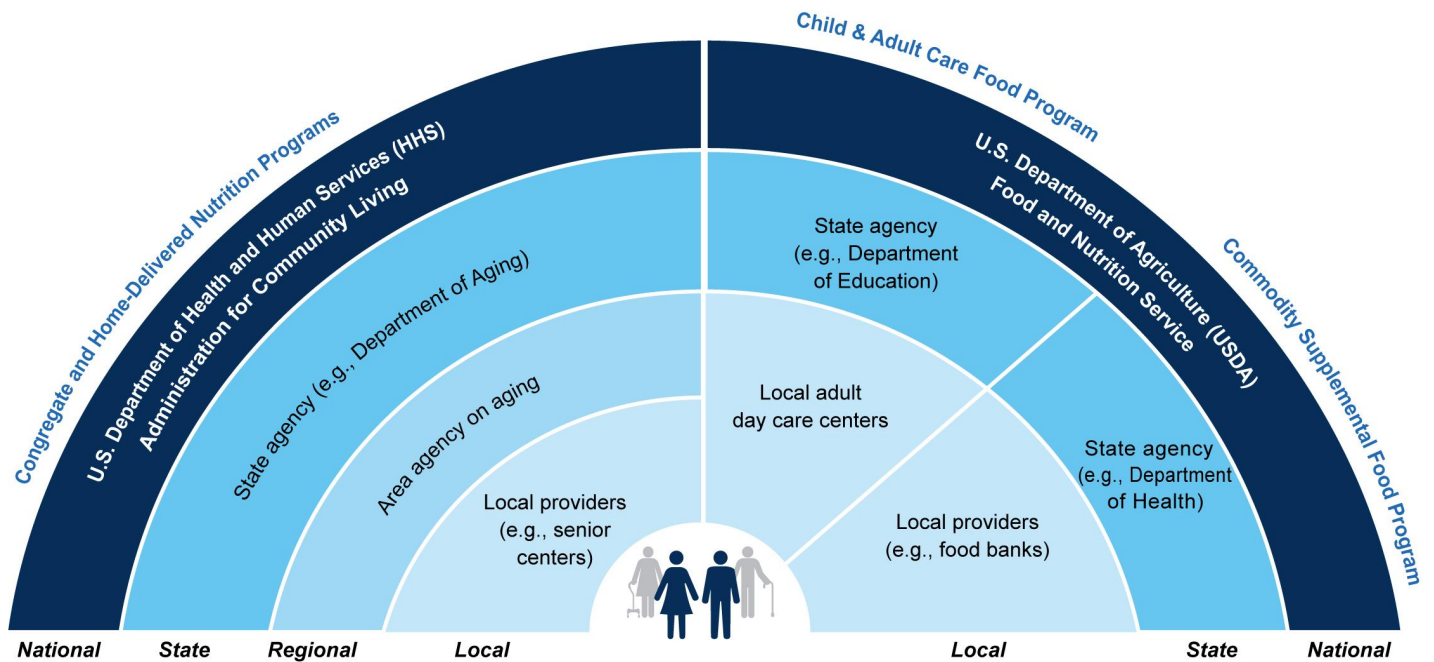 Congregate and Home-Delivered Nutrition Programs
U.S. Department of Health and Human Services (HHS)
Administration for Community Living
State agency (e.g., Department of Aging)
Area agency on aging
Local providers
(e.g., senior
centers)
Child & Adult Care Food Program
U.S. Department of Agriculture (USDA)
Food and Nutrition Service
Commodity Supplemental Food Program
State agency
(e.g., Department
of Education)
Local adult
day care centers
State agency
(e.g., Department
of Health)
Local providers
(e.g., food banks)
National State Regional Local Local State National